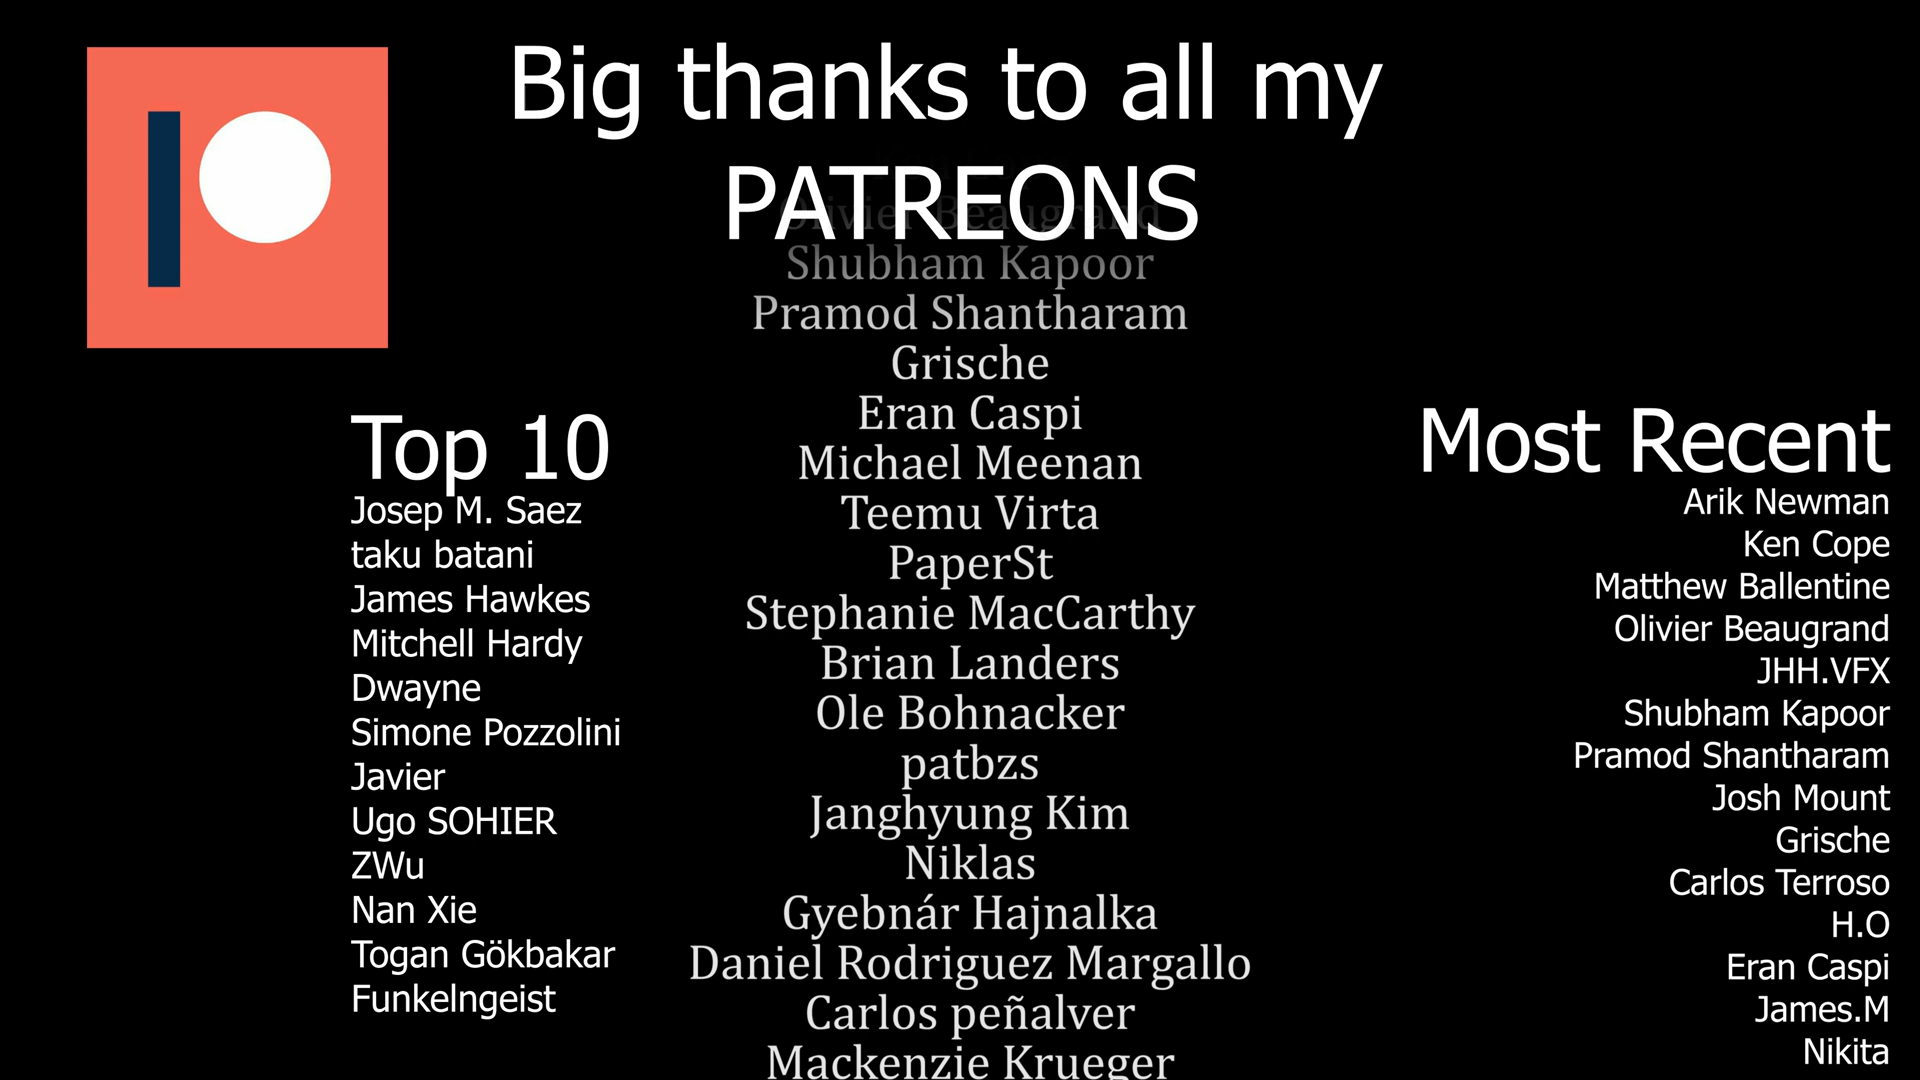 Big thanks to all my
PATREONS
Olivier Beaugrand
Shubham Kapoor
Pramod Shantharam
Grische
Eran Caspi
Michael Meenan
Teemu Virta
PaperSt
Stephanie MacCarthy
Brian Landers
Ole Bohnacker
patbzs
Janghyung Kim
Niklas
Gyebnár Hajnalka
Daniel Rodriguez Margallo
Carlos peñalver
Mackenzie Krueger
Top 10
Josep M. Saez
taku batani
James Hawkes
Mitchell Hardy
Dwayne
Simone Pozzolini
Javier
Ugo SOHIER
ZWu
Nan Xie
Togan Gökbakar
Funkelngeist
Most Recent
Arik Newman
Ken Cope
Matthew Ballentine
Olivier Beaugrand
JHH.VFX
Shubham Kapoor
Pramod Shantharam
Josh Mount
Grische
Carlos Terroso
H.O
Eran Caspi
James.M
Nikita